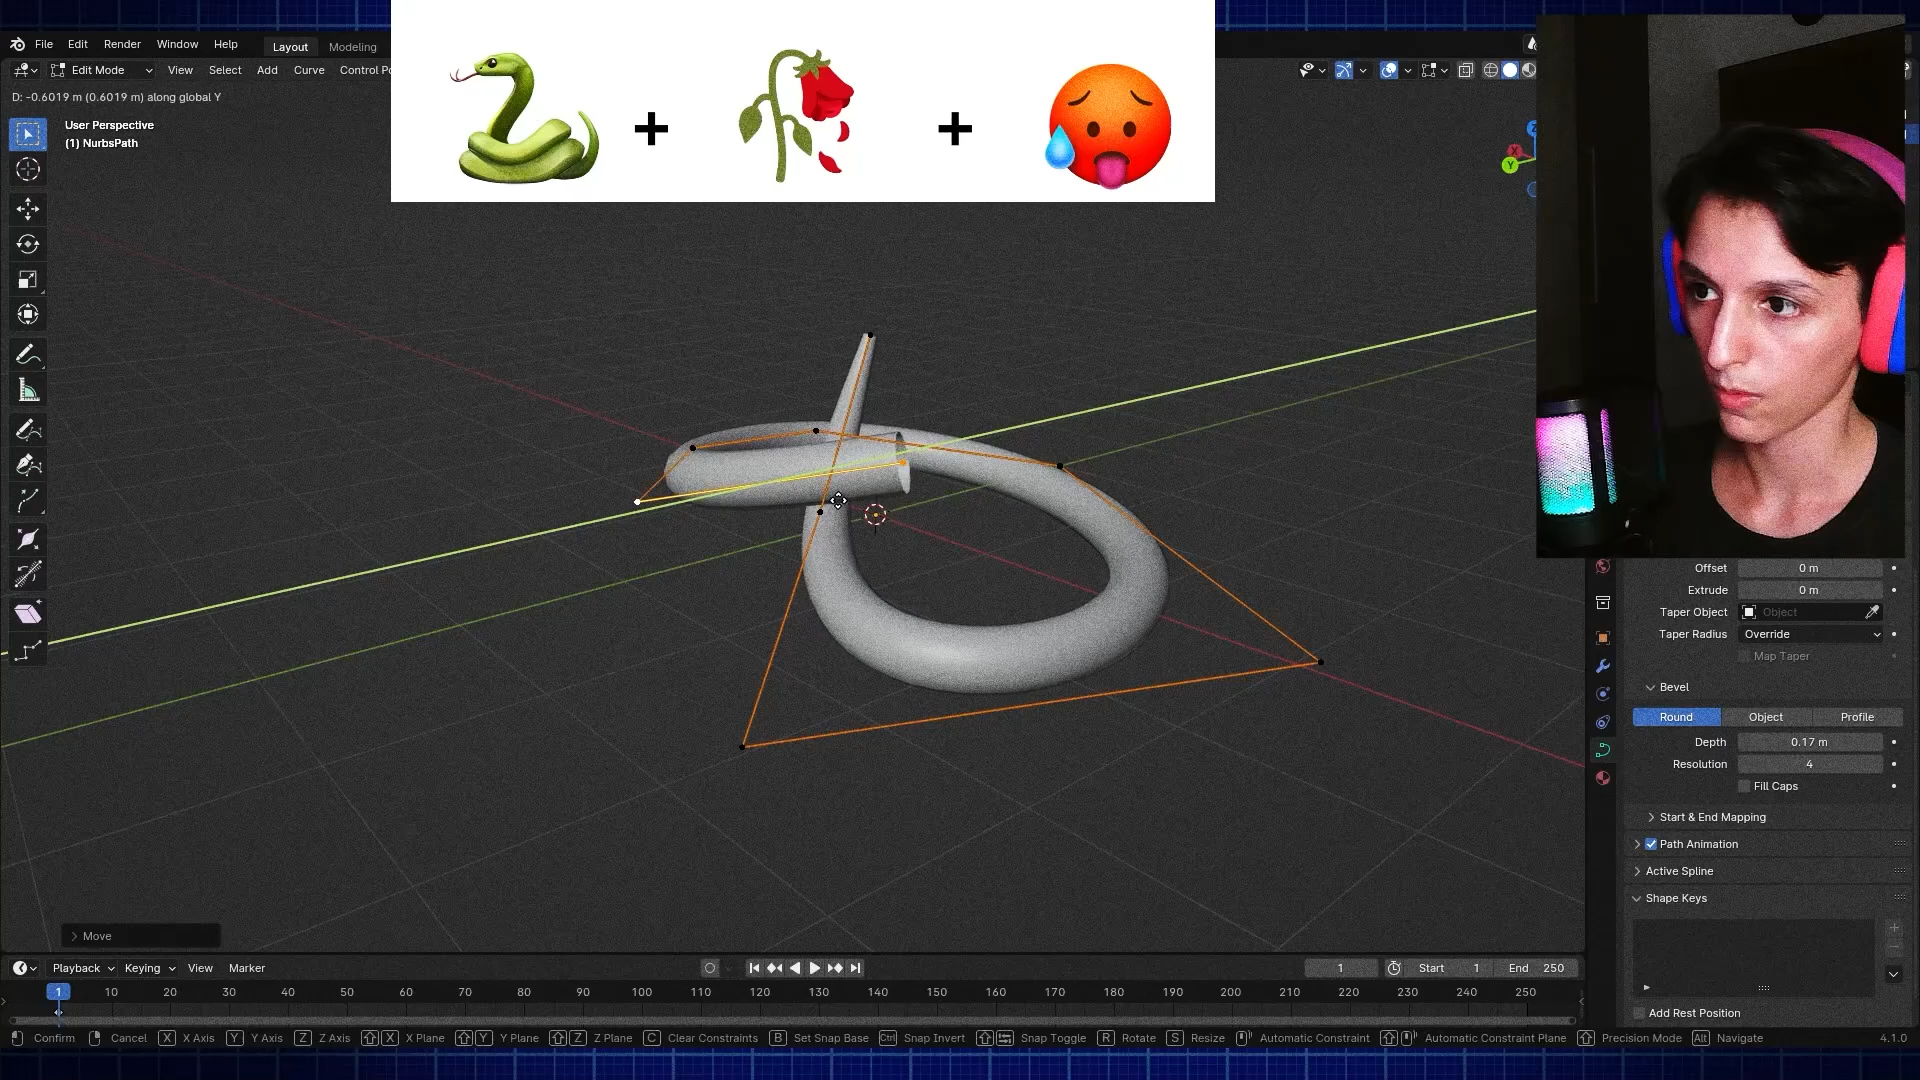 File Edit Render Window Help Layout Modeling
Edit Mode View Select Add Curve Control Po
D: -0.6019 m (0.6019 m) along global Y
User Perspective
(1) NurbsPath
+ +
Z
X
Y
Offset 0 m
Extrude 0 m
Taper Object Object
Taper Radius Override
Map Taper
Bevel
Round Object Profile
Depth 0.17 m
Resolution 4
Fill Caps
Start & End Mapping
Path Animation
Active Spline
Shape Keys
Add Rest Position
Move
Playback Keying View Marker 1 Start 1 End 250
1 10 20 30 40 50 60 70 80 90 100 110 120 130 140 150 160 170 180 190 200 210 220 230 240 250
Confirm Cancel X X Axis Y Y Axis Z Z Axis X X Plane Y Y Plane Z Z Plane C Clear Constraints B Set Snap Base Ctrl Snap Invert Snap Toggle R Rotate S Resize Automatic Constraint Automatic Constraint Plane Precision Mode Alt Navigate 4.1.0